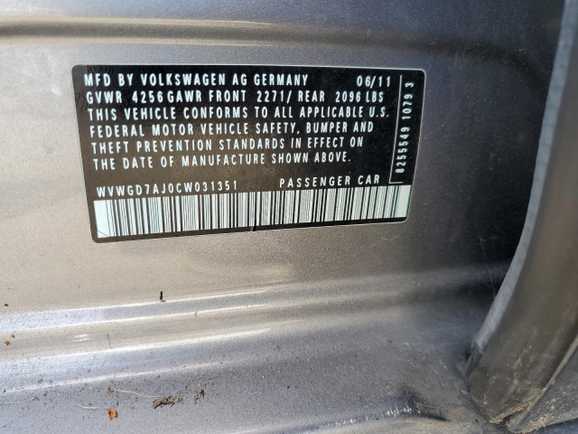 MFD BY VOLKSWAGEN AG GERMANY 06/11
GVWR 4256 GAWR FRONT 2271/ REAR 2096 LBS
THIS VEHICLE CONFORMS TO ALL APPLICABLE U.S.
FEDERAL MOTOR VEHICLE SAFETY, BUMPER AND
THEFT PREVENTION STANDARDS IN EFFECT ON
THE DATE OF MANUFACTURE SHOWN ABOVE.
WVWGD7AJ0CW031351 PASSENGER CAR
8255549 1079 3